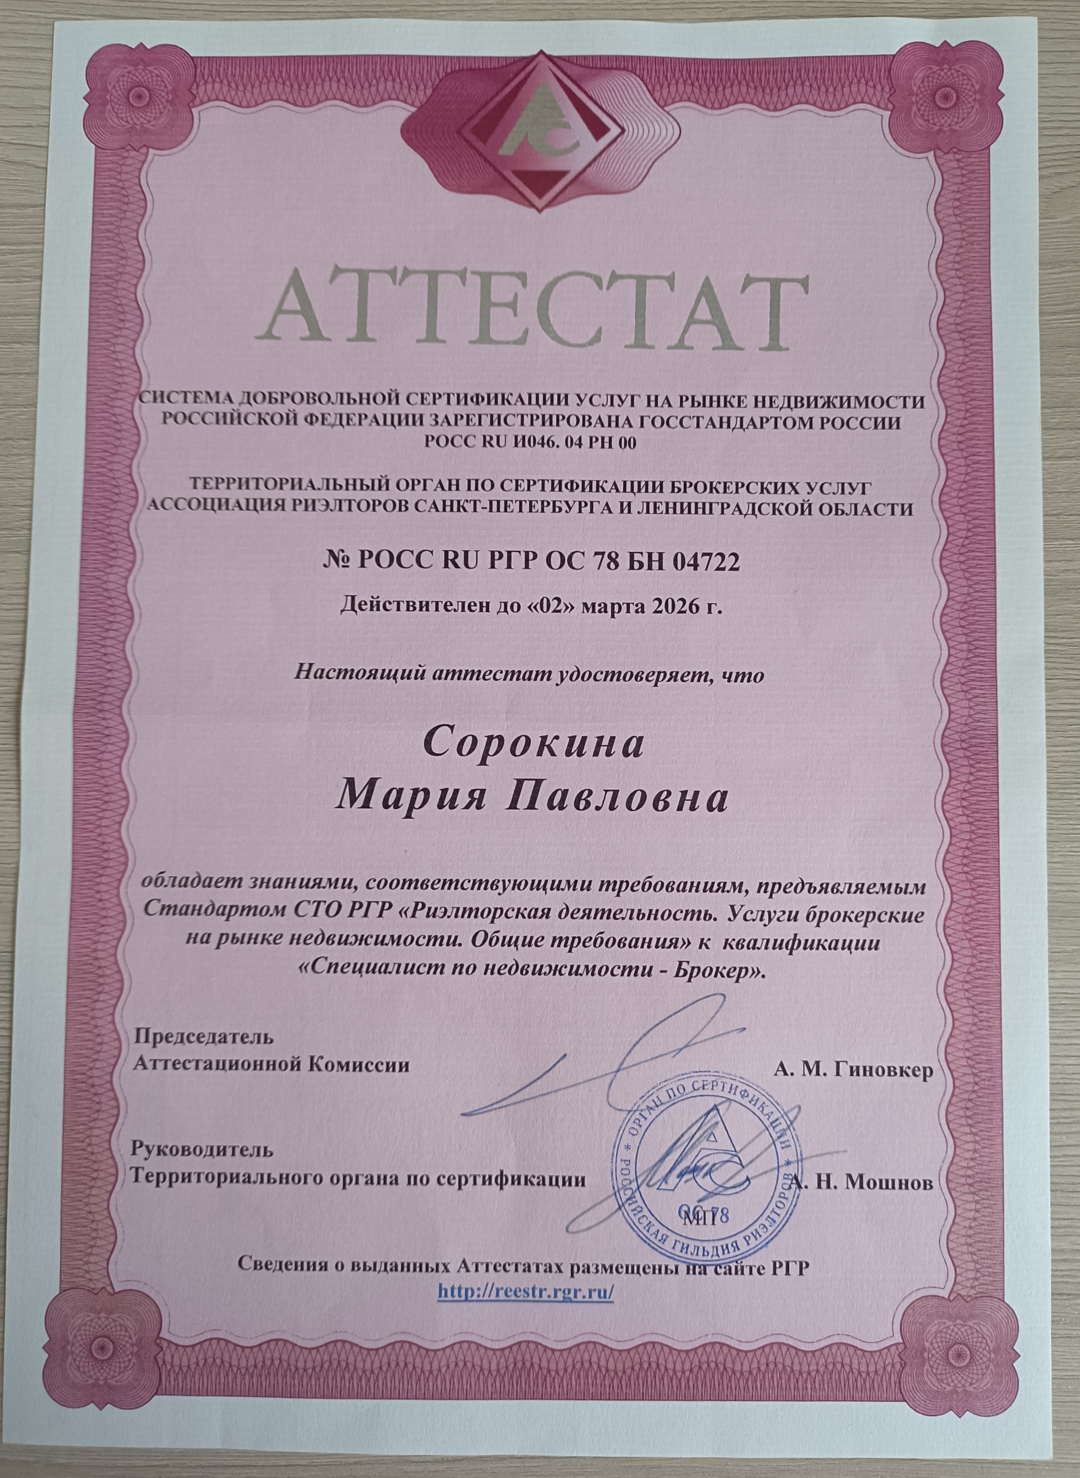 АТТЕСТАТ
СИСТЕМА ДОБРОВОЛЬНОЙ СЕРТИФИКАЦИИ УСЛУГ НА РЫНКЕ НЕДВИЖИМОСТИ
РОССИЙСКОЙ ФЕДЕРАЦИИ ЗАРЕГИСТРИРОВАНА ГОССТАНДАРТОМ РОССИИ
РОСС RU И046. 04 РН 00
ТЕРРИТОРИАЛЬНЫЙ ОРГАН ПО СЕРТИФИКАЦИИ БРОКЕРСКИХ УСЛУГ
АССОЦИАЦИЯ РИЭЛТОРОВ САНКТ-ПЕТЕРБУРГА И ЛЕНИНГРАДСКОЙ ОБЛАСТИ
№ РОСС RU РГР ОС 78 БН 04722
Действителен до «02» марта 2026 г.
Настоящий аттестат удостоверяет, что
Сорокина
Мария Павловна
обладает знаниями, соответствующими требованиям, предъявляемым
Стандартом СТО РГР «Риэлторская деятельность. Услуги брокерские
на рынке недвижимости. Общие требования» к квалификации
«Специалист по недвижимости - Брокер».
Председатель
Аттестационной Комиссии
А. М. Гиновкер
Руководитель
Территориального органа по сертификации
А. Н. Мошнов
* ОРГАН ПО СЕРТИФИКАЦИИ *
РОССИЙСКАЯ ГИЛЬДИЯ РИЭЛТОРОВ
ОС 78
МП
Сведения о выданных Аттестатах размещены на сайте РГР
http://reestr.rgr.ru/